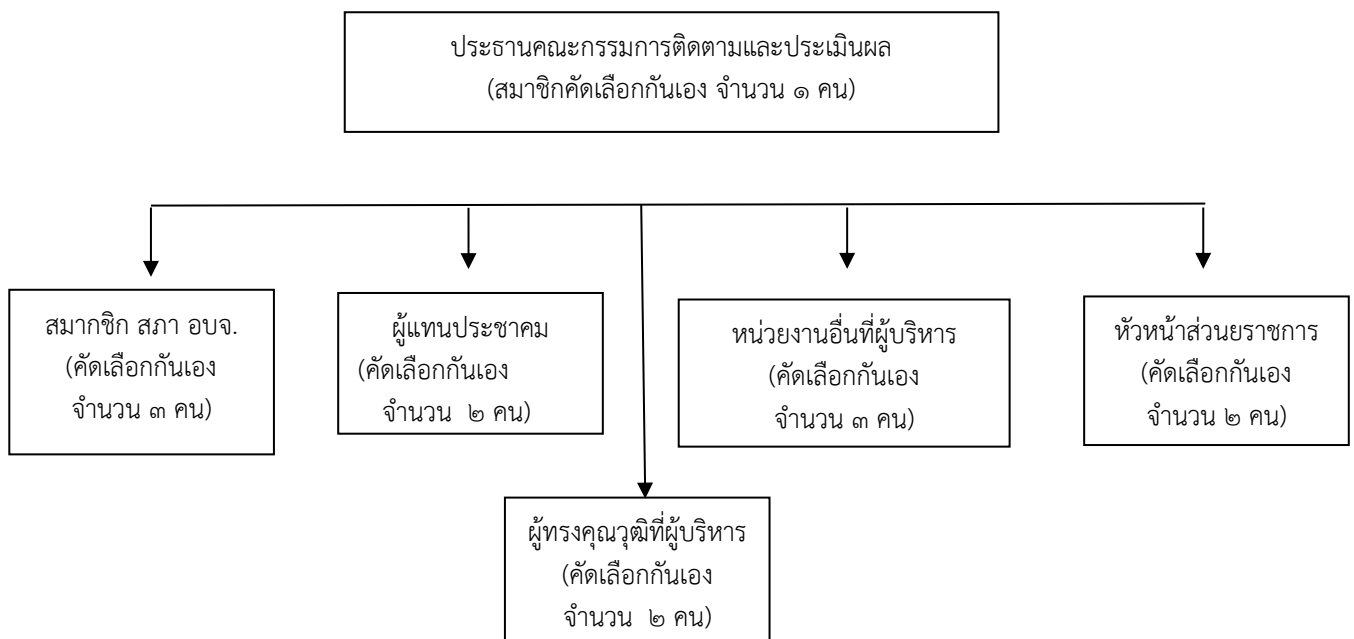 ประธานคณะกรรมการติดตามและประเมินผล
(สมาชิกคัดเลือกกันเอง จำนวน ๑ คน)
สมากชิก สภา อบจ.
(คัดเลือกกันเอง
จำนวน ๓ คน)
ผู้แทนประชาคม
(คัดเลือกกันเอง
จำนวน ๒ คน)
หน่วยงานอื่นที่ผู้บริหาร
(คัดเลือกกันเอง
จำนวน ๓ คน)
หัวหน้าส่วนยราชการ
(คัดเลือกกันเอง
จำนวน ๒ คน)
ผู้ทรงคุณวุฒิที่ผู้บริหาร
(คัดเลือกกันเอง
จำนวน ๒ คน)